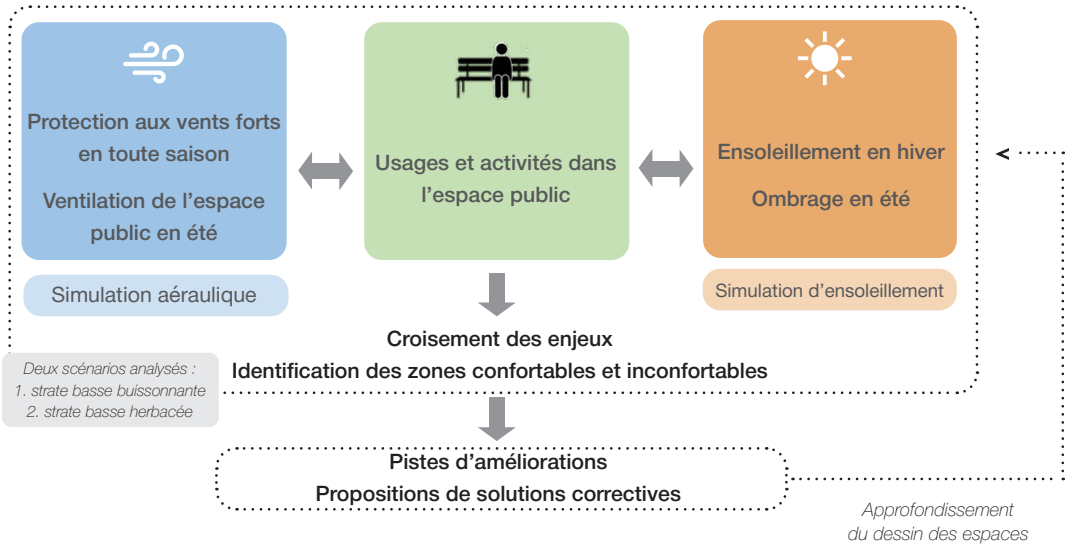 Protection aux vents forts
en toute saison
Ventilation de l'espace
public en été
Simulation aéraulique
Usages et activités dans
l'espace public
Ensoleillement en hiver
Ombrage en été
Simulation d'ensoleillement
Croisement des enjeux
Identification des zones confortables et inconfortables
Deux scénarios analysés :
1. strate basse buissonnante
2. strate basse herbacée
Pistes d'améliorations
Propositions de solutions correctives
Approfondissement
du dessin des espaces